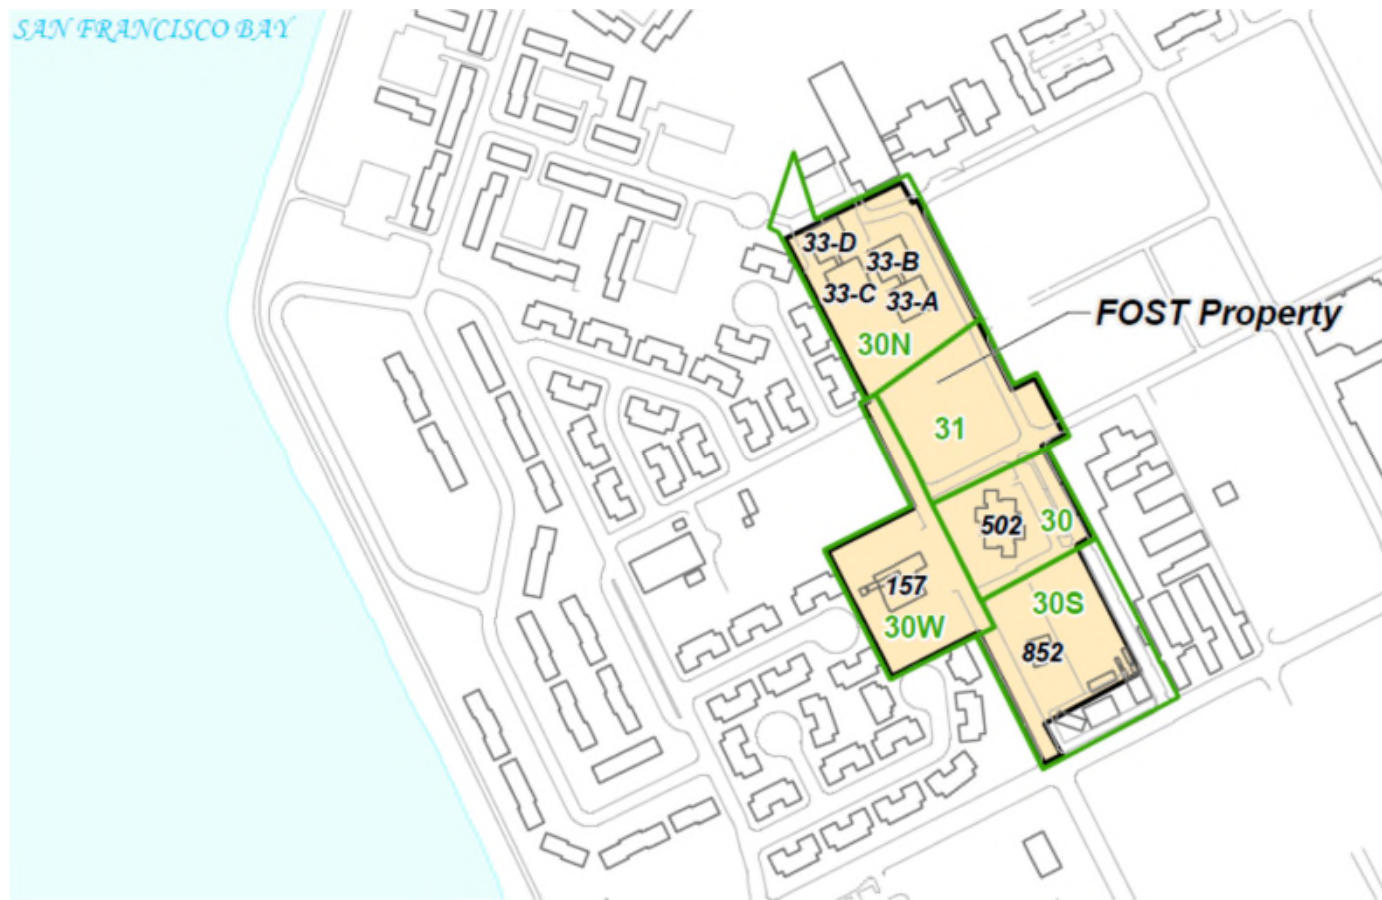 SAN FRANCISCO BAY
33-D
33-B
33-C
33-A
FOST Property
30N
31
502
30
157
30S
30W
852